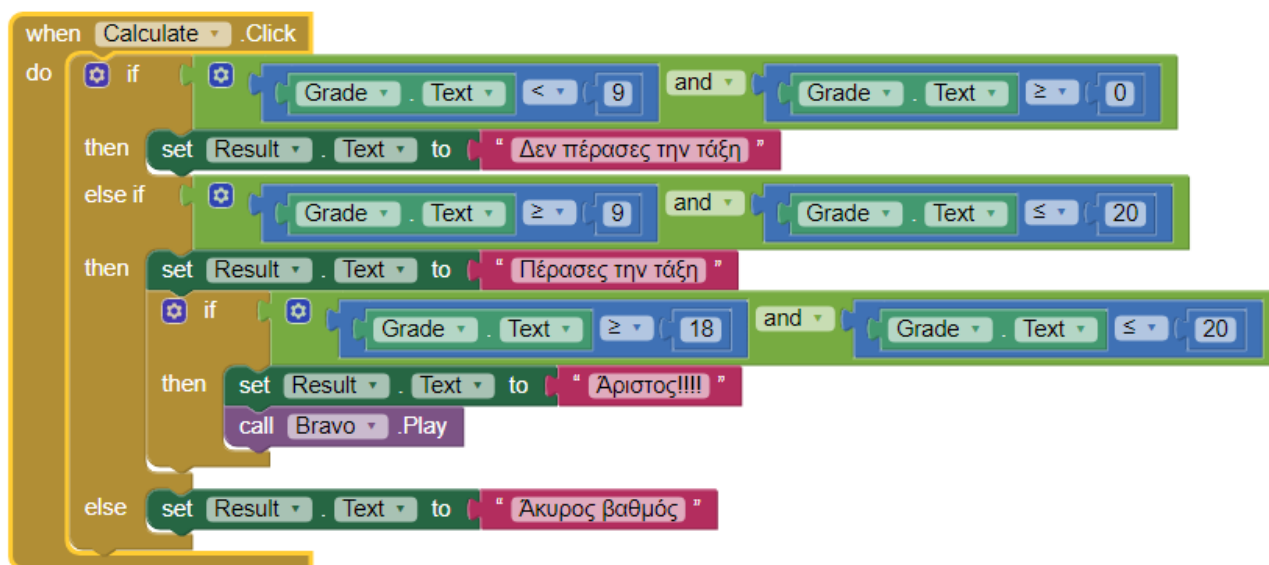 when Calculate .Click
do if Grade . Text < 9 and Grade . Text ≥ 0
then set Result . Text to “ Δεν πέρασες την τάξη ”
else if Grade . Text ≥ 9 and Grade . Text ≤ 20
then set Result . Text to “ Πέρασες την τάξη ”
if Grade . Text ≥ 18 and Grade . Text ≤ 20
then set Result . Text to “ Άριστος!!!! ”
call Bravo .Play
else set Result . Text to “ Άκυρος βαθμός ”